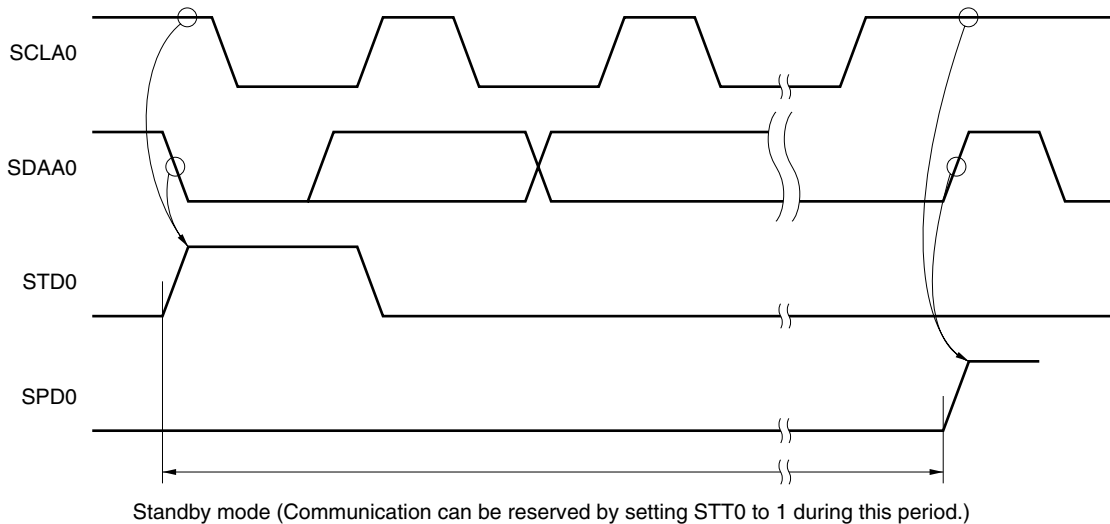 SCLA0
SDAA0
STD0
SPD0
Standby mode (Communication can be reserved by setting STT0 to 1 during this period.)